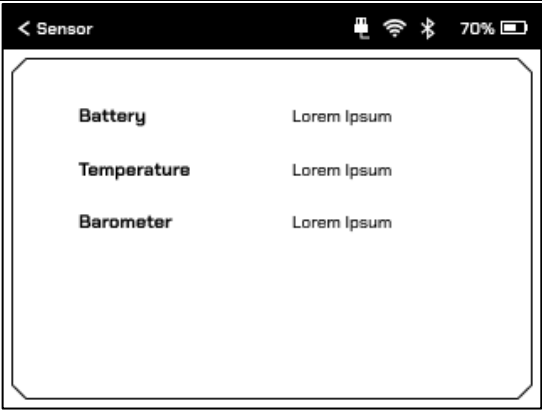 < Sensor 70%
Battery Lorem Ipsum
Temperature Lorem Ipsum
Barometer Lorem Ipsum